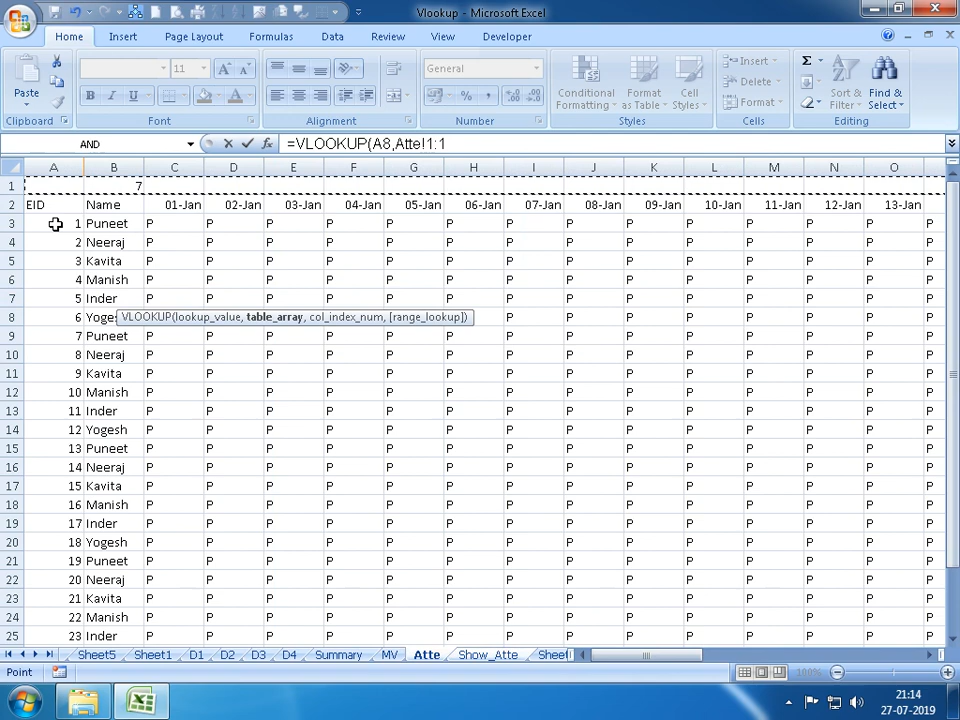 Vlookup - Microsoft Excel
Home Insert Page Layout Formulas Data Review View Developer
Paste
11
General
Conditional Formatting
Format as Table
Cell Styles
Insert
Delete
Format
Sort & Filter
Find & Select
Clipboard Font Alignment Number Styles Cells Editing
AND =VLOOKUP(A8,Atte!1:1
A B C D E F G H I J K L M N O
1 7
2 EID Name 01-Jan 02-Jan 03-Jan 04-Jan 05-Jan 06-Jan 07-Jan 08-Jan 09-Jan 10-Jan 11-Jan 12-Jan 13-Jan
3 1 Puneet P P P P P P P P P P P P P P
4 2 Neeraj P P P P P P P P P P P P P P
5 3 Kavita P P P P P P P P P P P P P P
6 4 Manish P P P P P P P P P P P P P P
7 5 Inder P P P P P P P P P P P P P P
8 6 Yoges P P P P P P P P
VLOOKUP(lookup_value, table_array, col_index_num, [range_lookup])
9 7 Puneet P P P P P P P P P P P P P P
10 8 Neeraj P P P P P P P P P P P P P P
11 9 Kavita P P P P P P P P P P P P P P
12 10 Manish P P P P P P P P P P P P P P
13 11 Inder P P P P P P P P P P P P P P
14 12 Yogesh P P P P P P P P P P P P P P
15 13 Puneet P P P P P P P P P P P P P P
16 14 Neeraj P P P P P P P P P P P P P P
17 15 Kavita P P P P P P P P P P P P P P
18 16 Manish P P P P P P P P P P P P P P
19 17 Inder P P P P P P P P P P P P P P
20 18 Yogesh P P P P P P P P P P P P P P
21 19 Puneet P P P P P P P P P P P P P P
22 20 Neeraj P P P P P P P P P P P P P P
23 21 Kavita P P P P P P P P P P P P P P
24 22 Manish P P P P P P P P P P P P P P
25 23 Inder P P P P P P P P P P P P P P
Sheet5 Sheet1 D1 D2 D3 D4 Summary MV Atte Show_Atte Sheet
Point 100%
21:14
27-07-2019